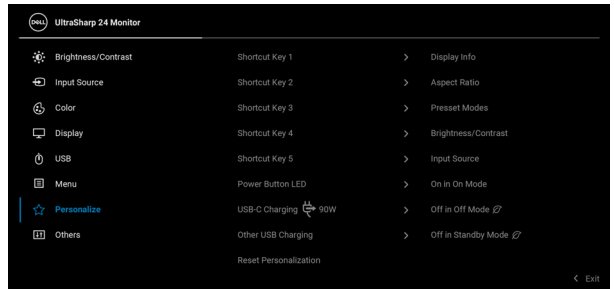 DELL UltraSharp 24 Monitor
Brightness/Contrast Shortcut Key 1 > Display Info
Input Source Shortcut Key 2 > Aspect Ratio
Color Shortcut Key 3 > Presset Modes
Display Shortcut Key 4 > Brightness/Contrast
USB Shortcut Key 5 > Input Source
Menu Power Button LED > On in On Mode
Personalize USB-C Charging 90W > Off in Off Mode
Others Other USB Charging > Off in Standby Mode
Reset Personalization
< Exit